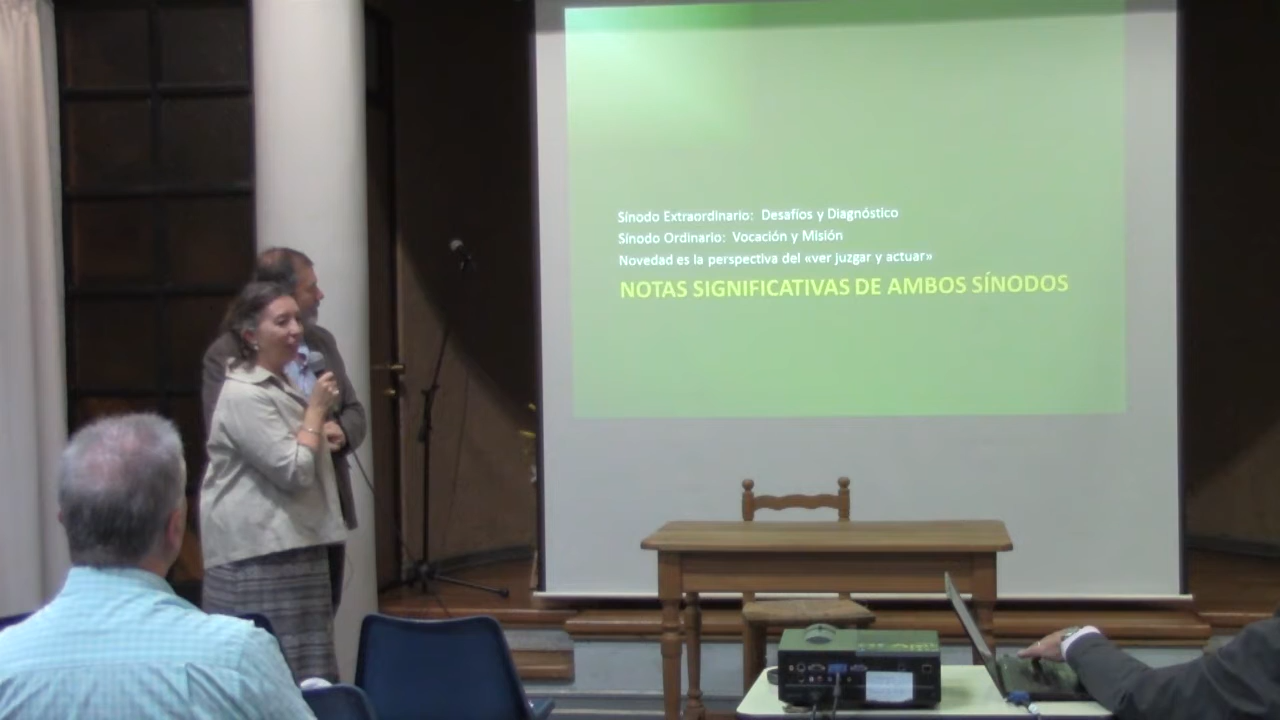 Sínodo Extraordinario: Desafíos y Diagnóstico
Sínodo Ordinario: Vocación y Misión
Novedad es la perspectiva del «ver juzgar y actuar»
NOTAS SIGNIFICATIVAS DE AMBOS SÍNODOS